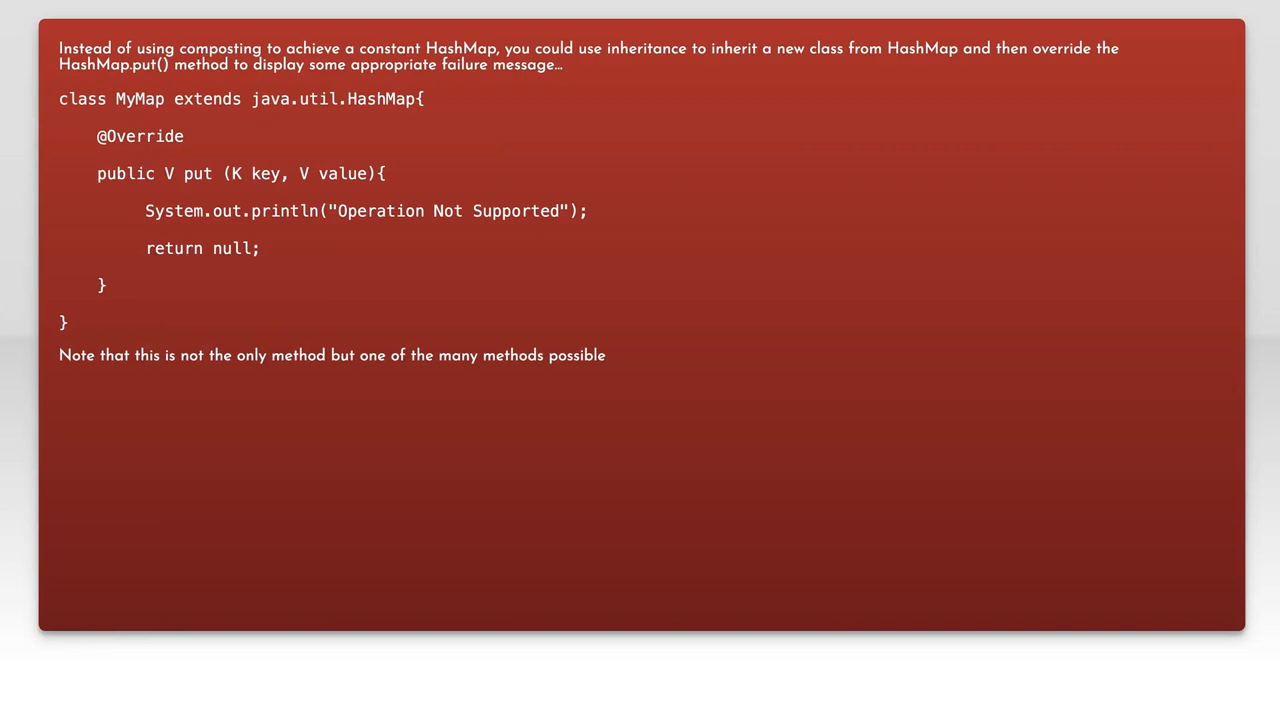 Instead of using composting to achieve a constant HashMap, you could use inheritance to inherit a new class from HashMap and then override the
HashMap.put() method to display some appropriate failure message...
class MyMap extends java.util.HashMap{
@Override
public V put (K key, V value){
System.out.println("Operation Not Supported");
return null;
}
}
Note that this is not the only method but one of the many methods possible